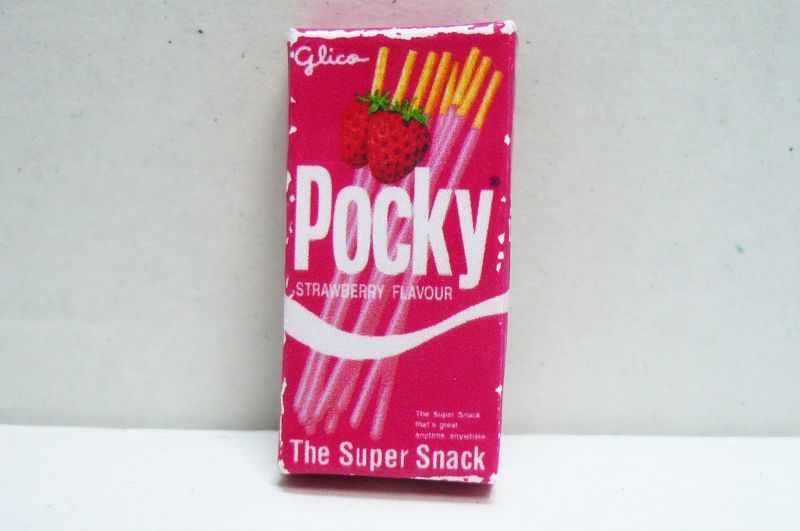 Glico
Pocky®
STRAWBERRY FLAVOUR
The Super Snack
that's great
anytime, anywhere.
The Super Snack